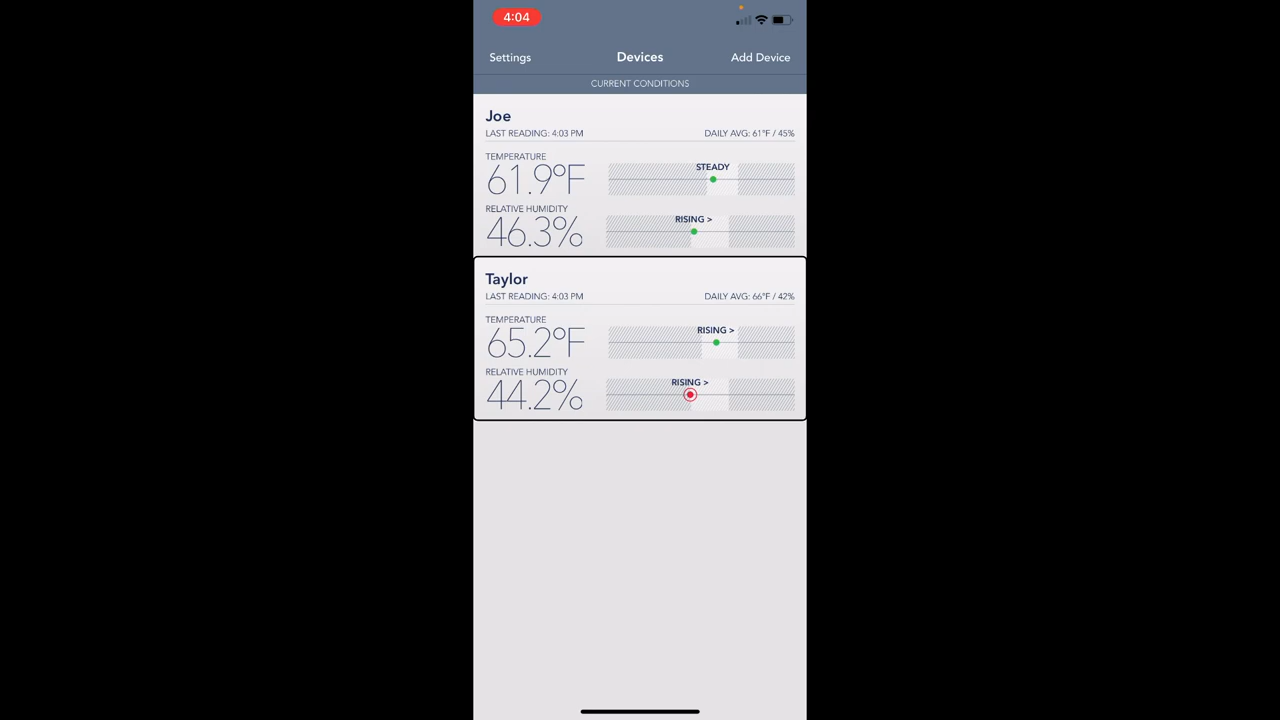 4:04
Settings Devices Add Device
CURRENT CONDITIONS
Joe
LAST READING: 4:03 PM DAILY AVG: 61°F / 45%
TEMPERATURE
STEADY
61.9°F
RELATIVE HUMIDITY
RISING >
46.3%
Taylor
LAST READING: 4:03 PM DAILY AVG: 66°F / 42%
TEMPERATURE
RISING >
65.2°F
RELATIVE HUMIDITY
RISING >
44.2%